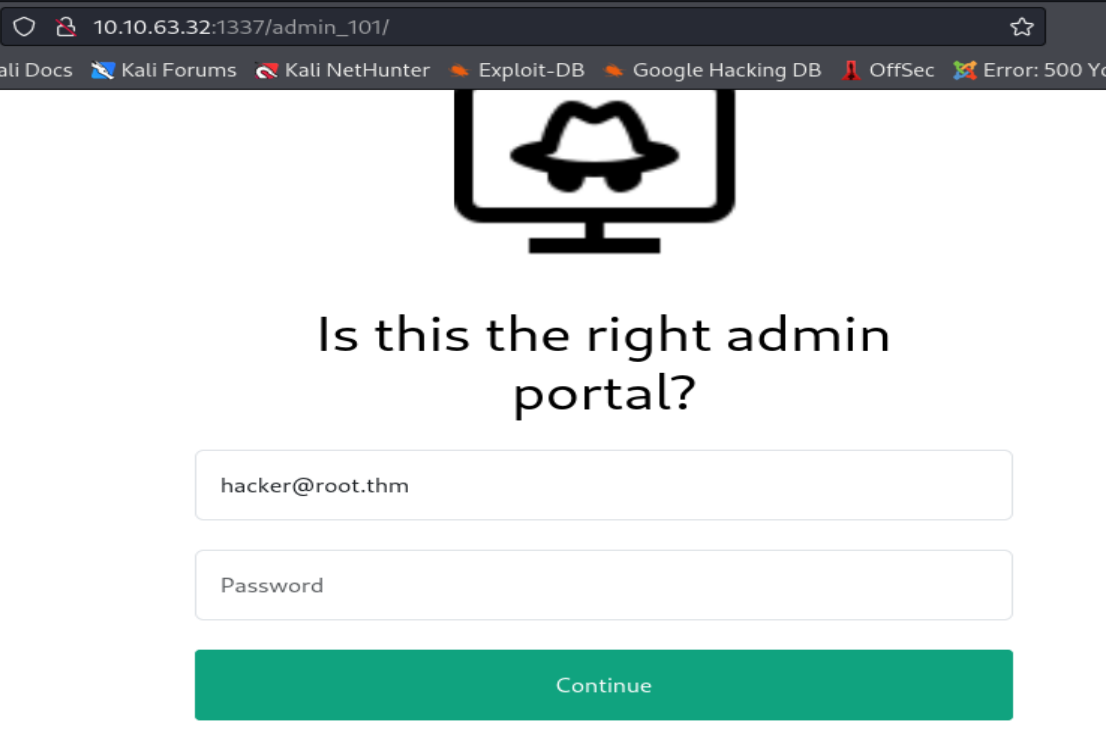 10.10.63.32:1337/admin_101/
ali Docs Kali Forums Kali NetHunter Exploit-DB Google Hacking DB OffSec Error: 500 Yo
Is this the right admin
portal?
hacker@root.thm
Password
Continue